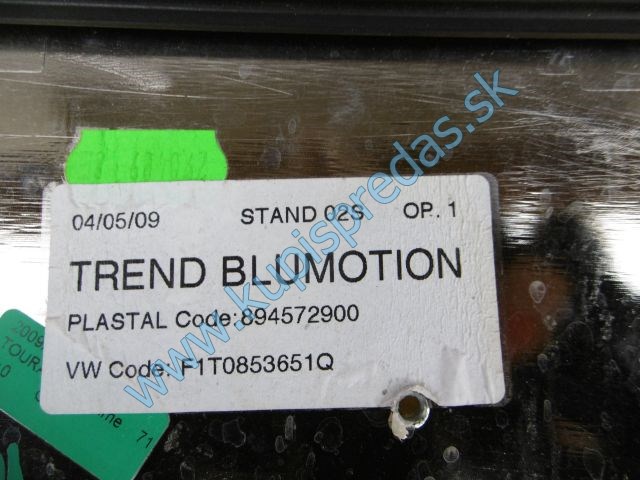 04/05/09 STAND 02S OP. 1
TREND BLUMOTION
PLASTAL Code: 894572900
VW Code: F1T0853651Q
2009
71
www.kupispredas.sk